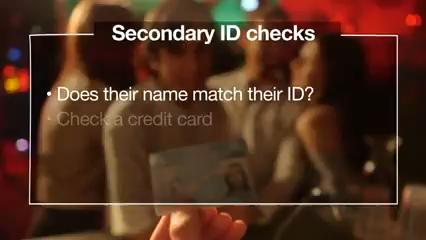 Secondary ID checks
• Does their name match their ID?
• Check a credit card